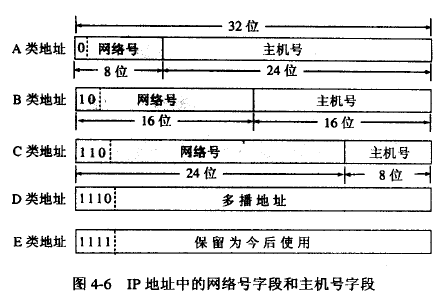 32 位
A 类地址 0 网络号 主机号
8 位 24 位
B 类地址 10 网络号 主机号
16 位 16 位
C 类地址 110 网络号 主机号
24 位 8 位
D 类地址 1110 多播地址
E 类地址 1111 保留为今后使用
图 4-6 IP 地址中的网络号字段和主机号字段